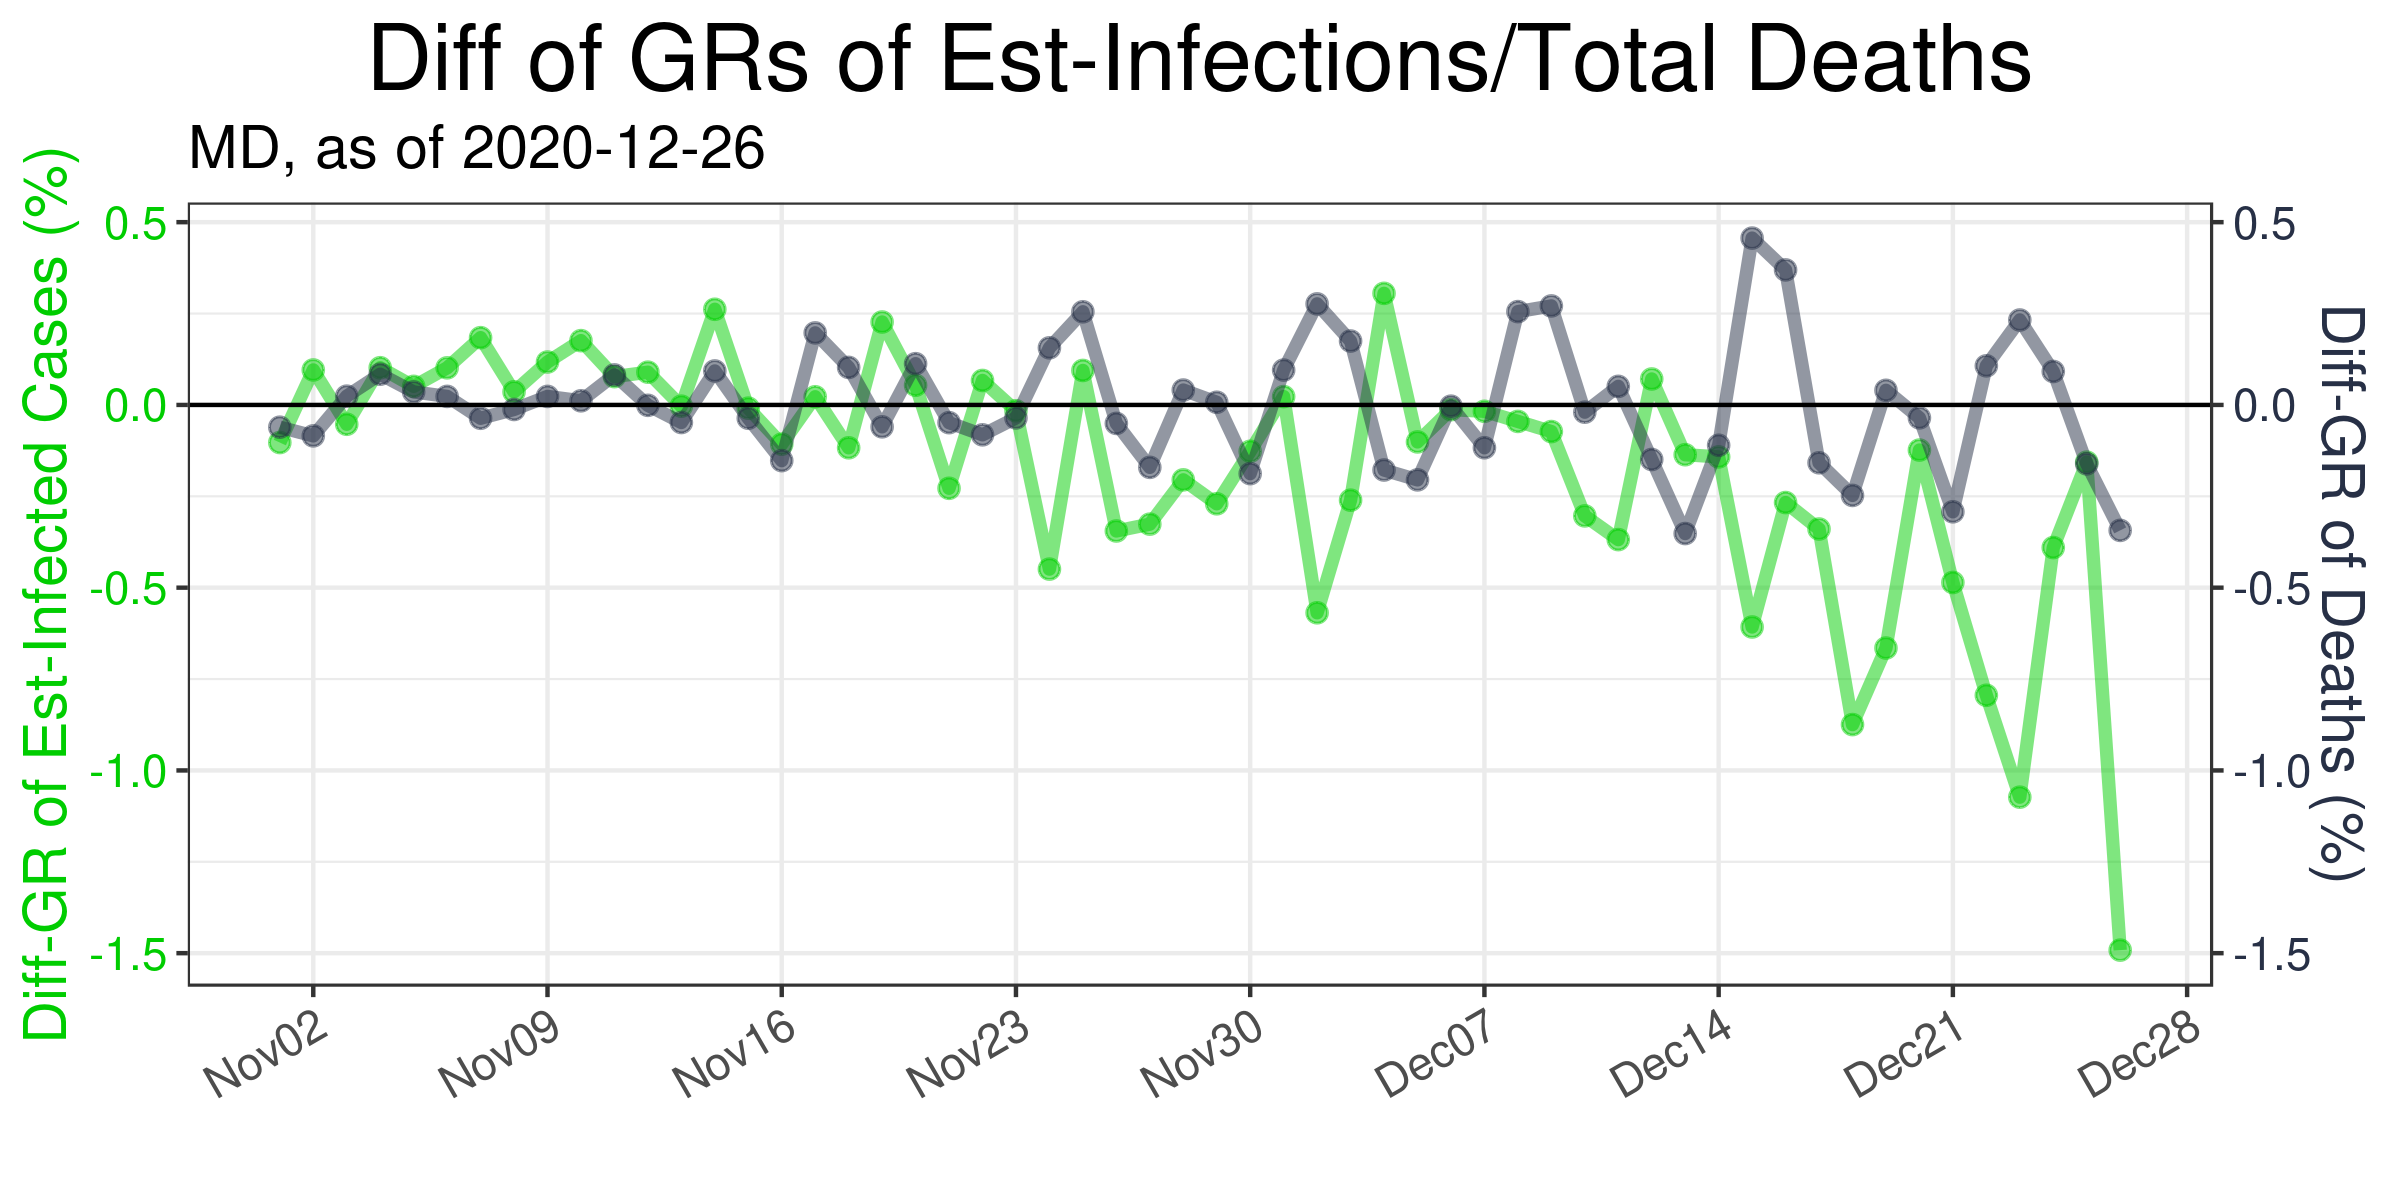 Diff of GRs of Est-Infections/Total Deaths
MD, as of 2020-12-26
Diff-GR of Est-Infected Cases (%)
0.5
0.0
-0.5
-1.0
-1.5
0.5
0.0
-0.5
-1.0
-1.5
Diff-GR of Deaths (%)
Nov02
Nov09
Nov16
Nov23
Nov30
Dec07
Dec14
Dec21
Dec28